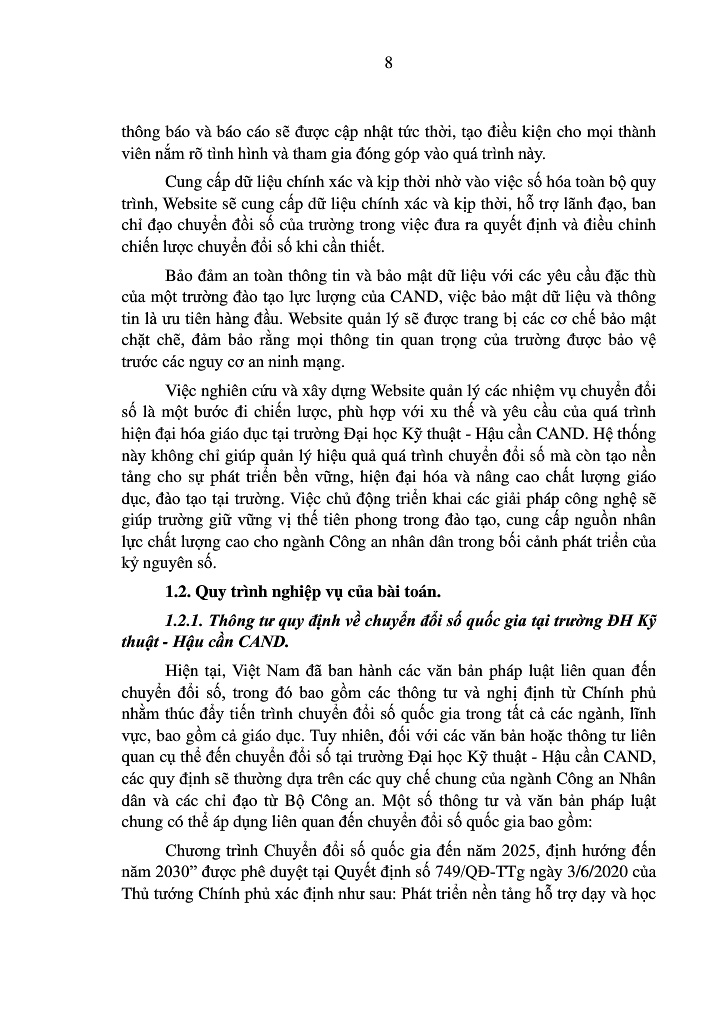 8
thông báo và báo cáo sẽ được cập nhật tức thời, tạo điều kiện cho mọi thành
viên nắm rõ tình hình và tham gia đóng góp vào quá trình này.
Cung cấp dữ liệu chính xác và kịp thời nhờ vào việc số hóa toàn bộ quy
trình, Website sẽ cung cấp dữ liệu chính xác và kịp thời, hỗ trợ lãnh đạo, ban
chỉ đạo chuyển đổi số của trường trong việc đưa ra quyết định và điều chỉnh
chiến lược chuyển đổi số khi cần thiết.
Bảo đảm an toàn thông tin và bảo mật dữ liệu với các yêu cầu đặc thù
của một trường đào tạo lực lượng của CAND, việc bảo mật dữ liệu và thông
tin là ưu tiên hàng đầu. Website quản lý sẽ được trang bị các cơ chế bảo mật
chặt chẽ, đảm bảo rằng mọi thông tin quan trọng của trường được bảo vệ
trước các nguy cơ an ninh mạng.
Việc nghiên cứu và xây dựng Website quản lý các nhiệm vụ chuyển đổi
số là một bước đi chiến lược, phù hợp với xu thế và yêu cầu của quá trình
hiện đại hóa giáo dục tại trường Đại học Kỹ thuật - Hậu cần CAND. Hệ thống
này không chỉ giúp quản lý hiệu quả quá trình chuyển đổi số mà còn tạo nền
tảng cho sự phát triển bền vững, hiện đại hóa và nâng cao chất lượng giáo
dục, đào tạo tại trường. Việc chủ động triển khai các giải pháp công nghệ sẽ
giúp trường giữ vững vị thế tiên phong trong đào tạo, cung cấp nguồn nhân
lực chất lượng cao cho ngành Công an nhân dân trong bối cảnh phát triển của
kỷ nguyên số.
1.2. Quy trình nghiệp vụ của bài toán.
1.2.1. Thông tư quy định về chuyển đổi số quốc gia tại trường ĐH Kỹ
thuật - Hậu cần CAND.
Hiện tại, Việt Nam đã ban hành các văn bản pháp luật liên quan đến
chuyển đổi số, trong đó bao gồm các thông tư và nghị định từ Chính phủ
nhằm thúc đẩy tiến trình chuyển đổi số quốc gia trong tất cả các ngành, lĩnh
vực, bao gồm cả giáo dục. Tuy nhiên, đối với các văn bản hoặc thông tư liên
quan cụ thể đến chuyển đổi số tại trường Đại học Kỹ thuật - Hậu cần CAND,
các quy định sẽ thường dựa trên các quy chế chung của ngành Công an Nhân
dân và các chỉ đạo từ Bộ Công an. Một số thông tư và văn bản pháp luật
chung có thể áp dụng liên quan đến chuyển đổi số quốc gia bao gồm:
Chương trình Chuyển đổi số quốc gia đến năm 2025, định hướng đến
năm 2030” được phê duyệt tại Quyết định số 749/QĐ-TTg ngày 3/6/2020 của
Thủ tướng Chính phủ xác định như sau: Phát triển nền tảng hỗ trợ dạy và học